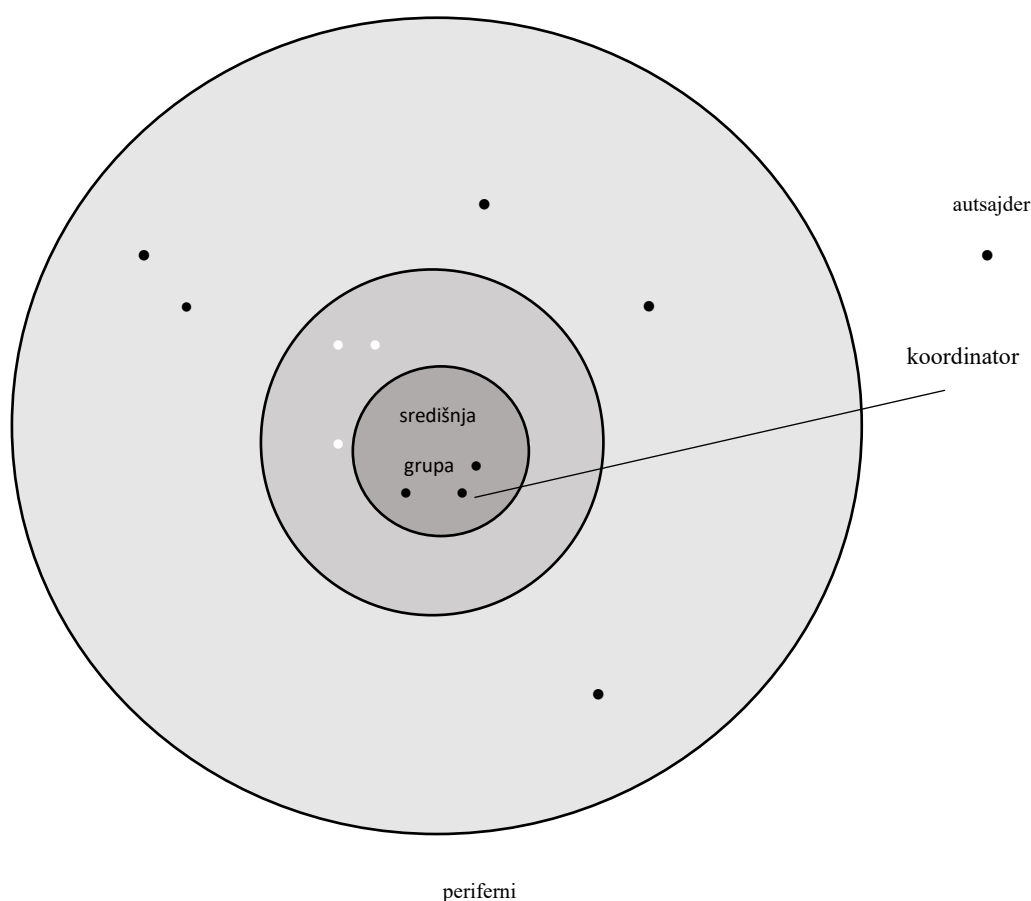 autsajder
koordinator
središnja
grupa
periferni